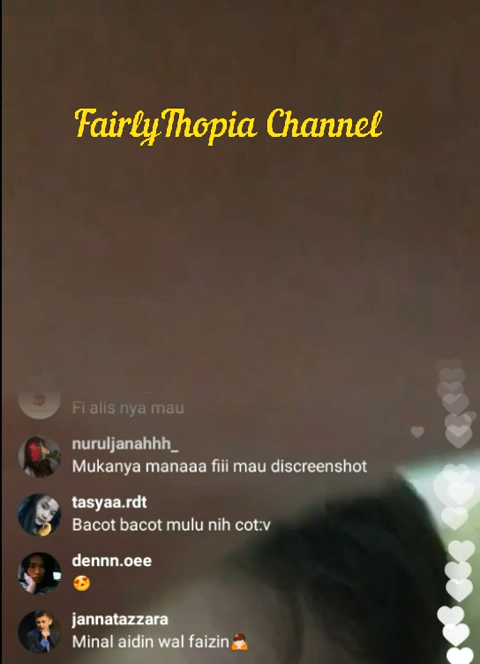 FairlyThopia Channel
Fi alis nya mau
nuruljanahhh_
Mukanya manaaa fiii mau discreenshot
tasyaa.rdt
Bacot bacot mulu nih cot:v
dennn.oee
😍
jannatazzara
Minal aidin wal faizin🙏